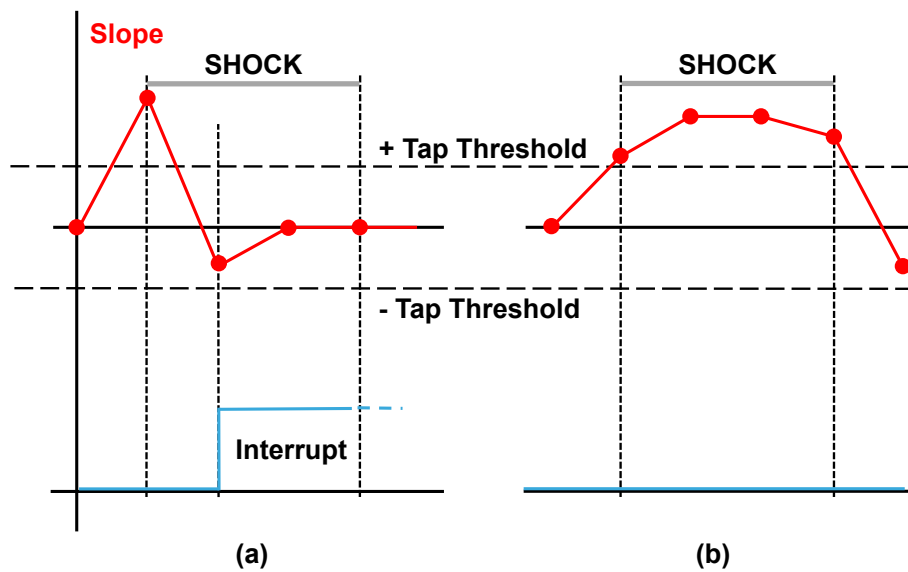 Slope
SHOCK
SHOCK
+ Tap Threshold
- Tap Threshold
Interrupt
(a)
(b)